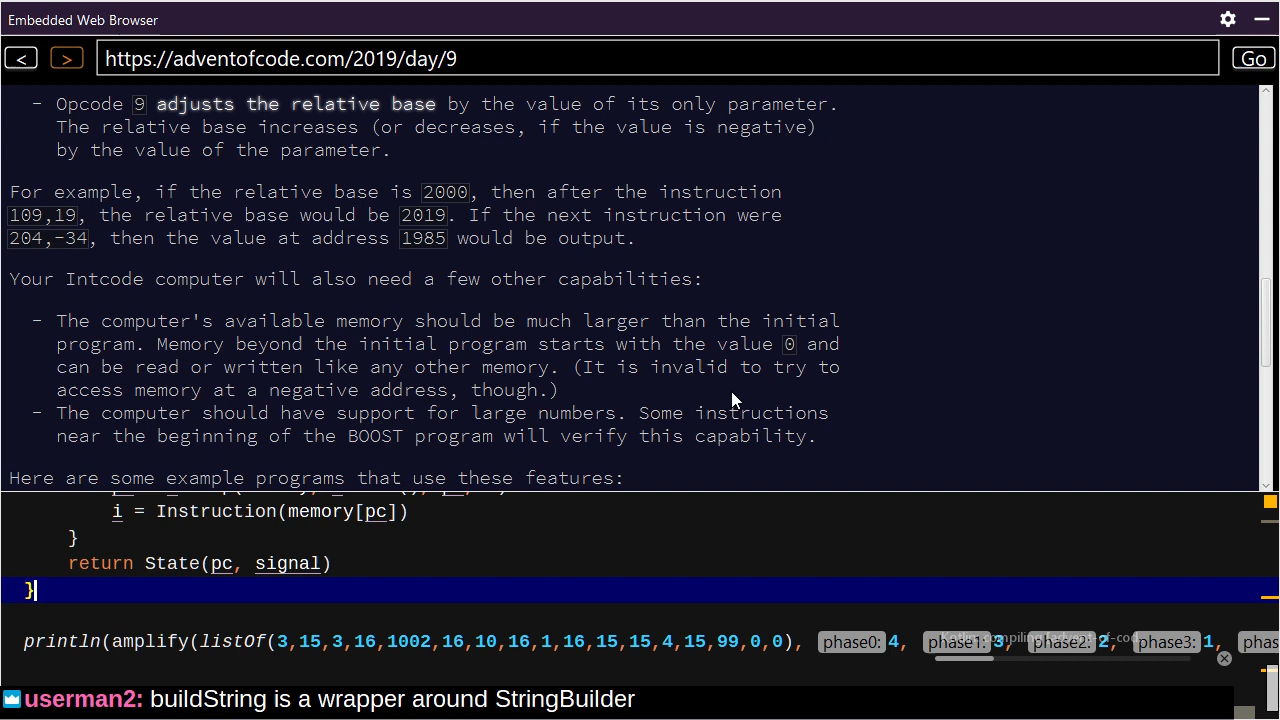 Embedded Web Browser
< > https://adventofcode.com/2019/day/9 Go
- Opcode 9 adjusts the relative base by the value of its only parameter.
The relative base increases (or decreases, if the value is negative)
by the value of the parameter.
For example, if the relative base is 2000, then after the instruction
109,19, the relative base would be 2019. If the next instruction were
204,-34, then the value at address 1985 would be output.
Your Intcode computer will also need a few other capabilities:
- The computer's available memory should be much larger than the initial
program. Memory beyond the initial program starts with the value 0 and
can be read or written like any other memory. (It is invalid to try to
access memory at a negative address, though.)
- The computer should have support for large numbers. Some instructions
near the beginning of the BOOST program will verify this capability.
Here are some example programs that use these features:
i = Instruction(memory[pc])
}
return State(pc, signal)
}
println(amplify(listOf(3,15,3,16,1002,16,10,16,1,16,15,15,4,15,99,0,0), phase0: 4, phase1: 3, phase2: 2, phase3: 1, phas
Kotlin: compiling [advent-of-cod
userman2: buildString is a wrapper around StringBuilder